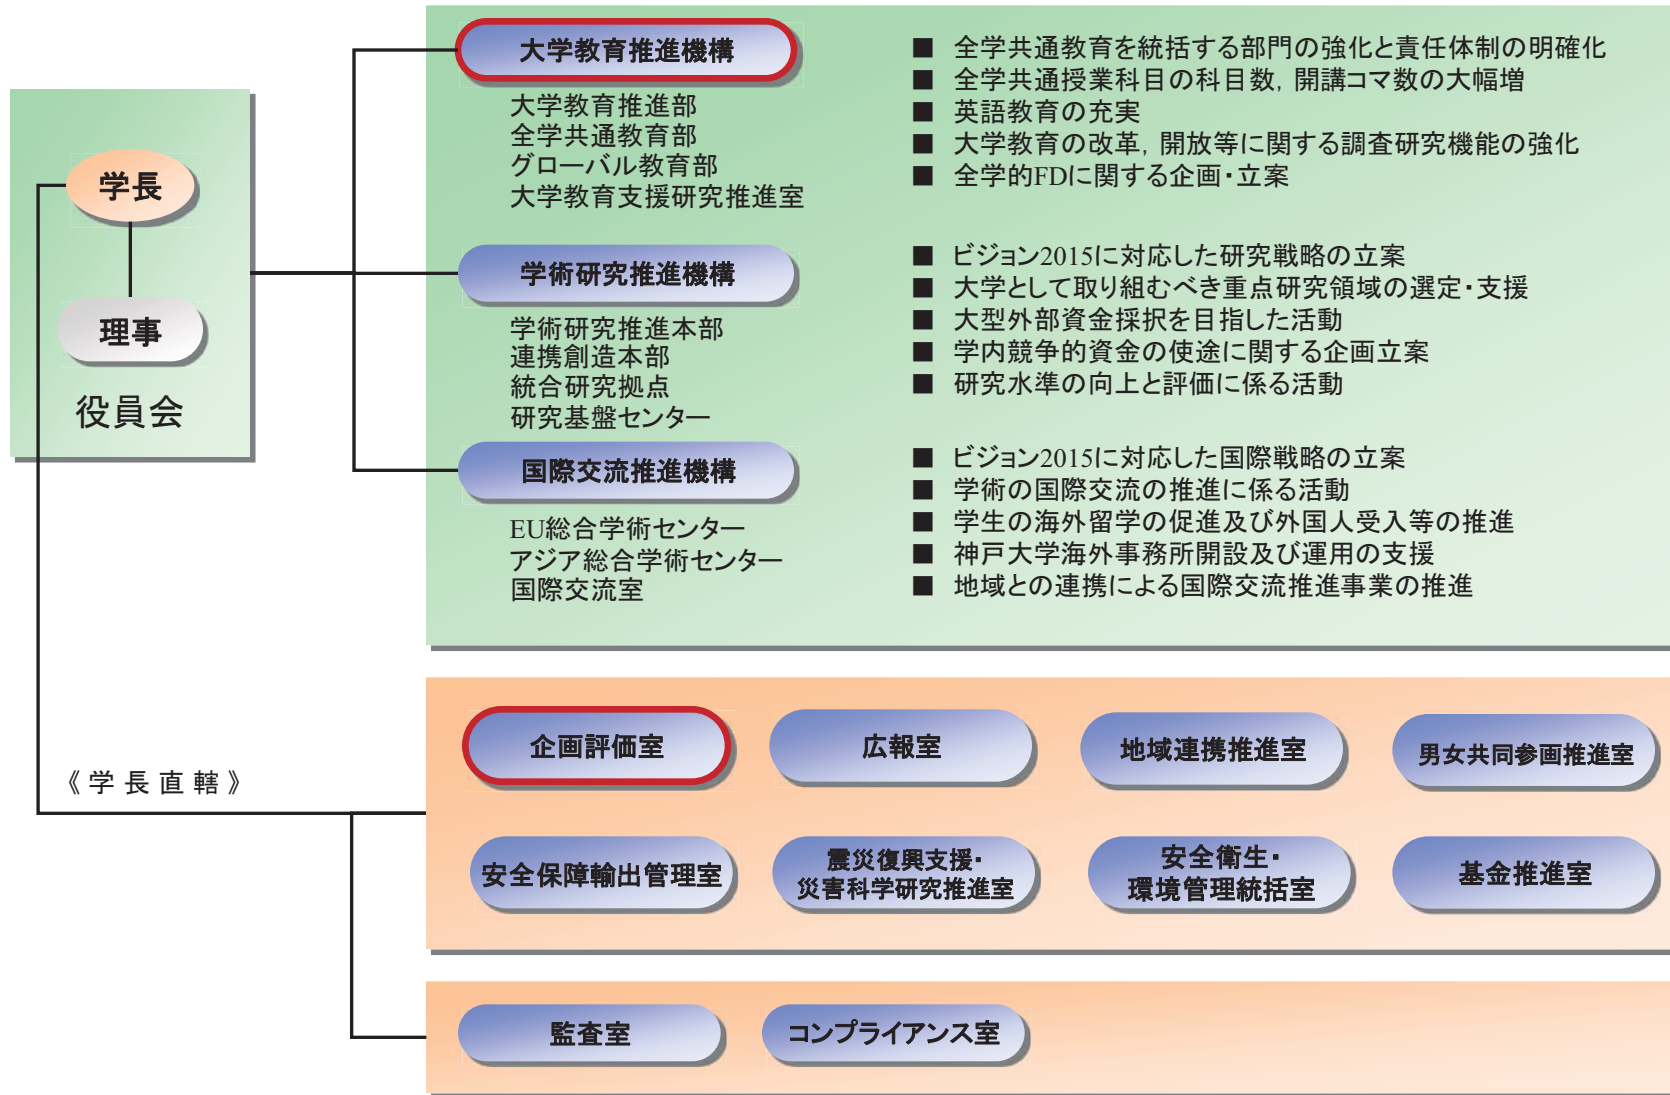 学長
理事
役員会
《学長直轄》
大学教育推進機構
大学教育推進部
全学共通教育部
グローバル教育部
大学教育支援研究推進室
■ 全学共通教育を統括する部門の強化と責任体制の明確化
■ 全学共通授業科目の科目数, 開講コマ数の大幅増
■ 英語教育の充実
■ 大学教育の改革, 開放等に関する調査研究機能の強化
■ 全学的FDに関する企画・立案
学術研究推進機構
学術研究推進本部
連携創造本部
統合研究拠点
研究基盤センター
■ ビジョン2015に対応した研究戦略の立案
■ 大学として取り組むべき重点研究領域の選定・支援
■ 大型外部資金採択を目指した活動
■ 学内競争的資金の使途に関する企画立案
■ 研究水準の向上と評価に係る活動
国際交流推進機構
EU総合学術センター
アジア総合学術センター
国際交流室
■ ビジョン2015に対応した国際戦略の立案
■ 学術の国際交流の推進に係る活動
■ 学生の海外留学の促進及び外国人受入等の推進
■ 神戸大学海外事務所開設及び運用の支援
■ 地域との連携による国際交流推進事業の推進
企画評価室
広報室
地域連携推進室
男女共同参画推進室
安全保障輸出管理室
震災復興支援・
災害科学研究推進室
安全衛生・
環境管理統括室
基金推進室
監査室
コンプライアンス室